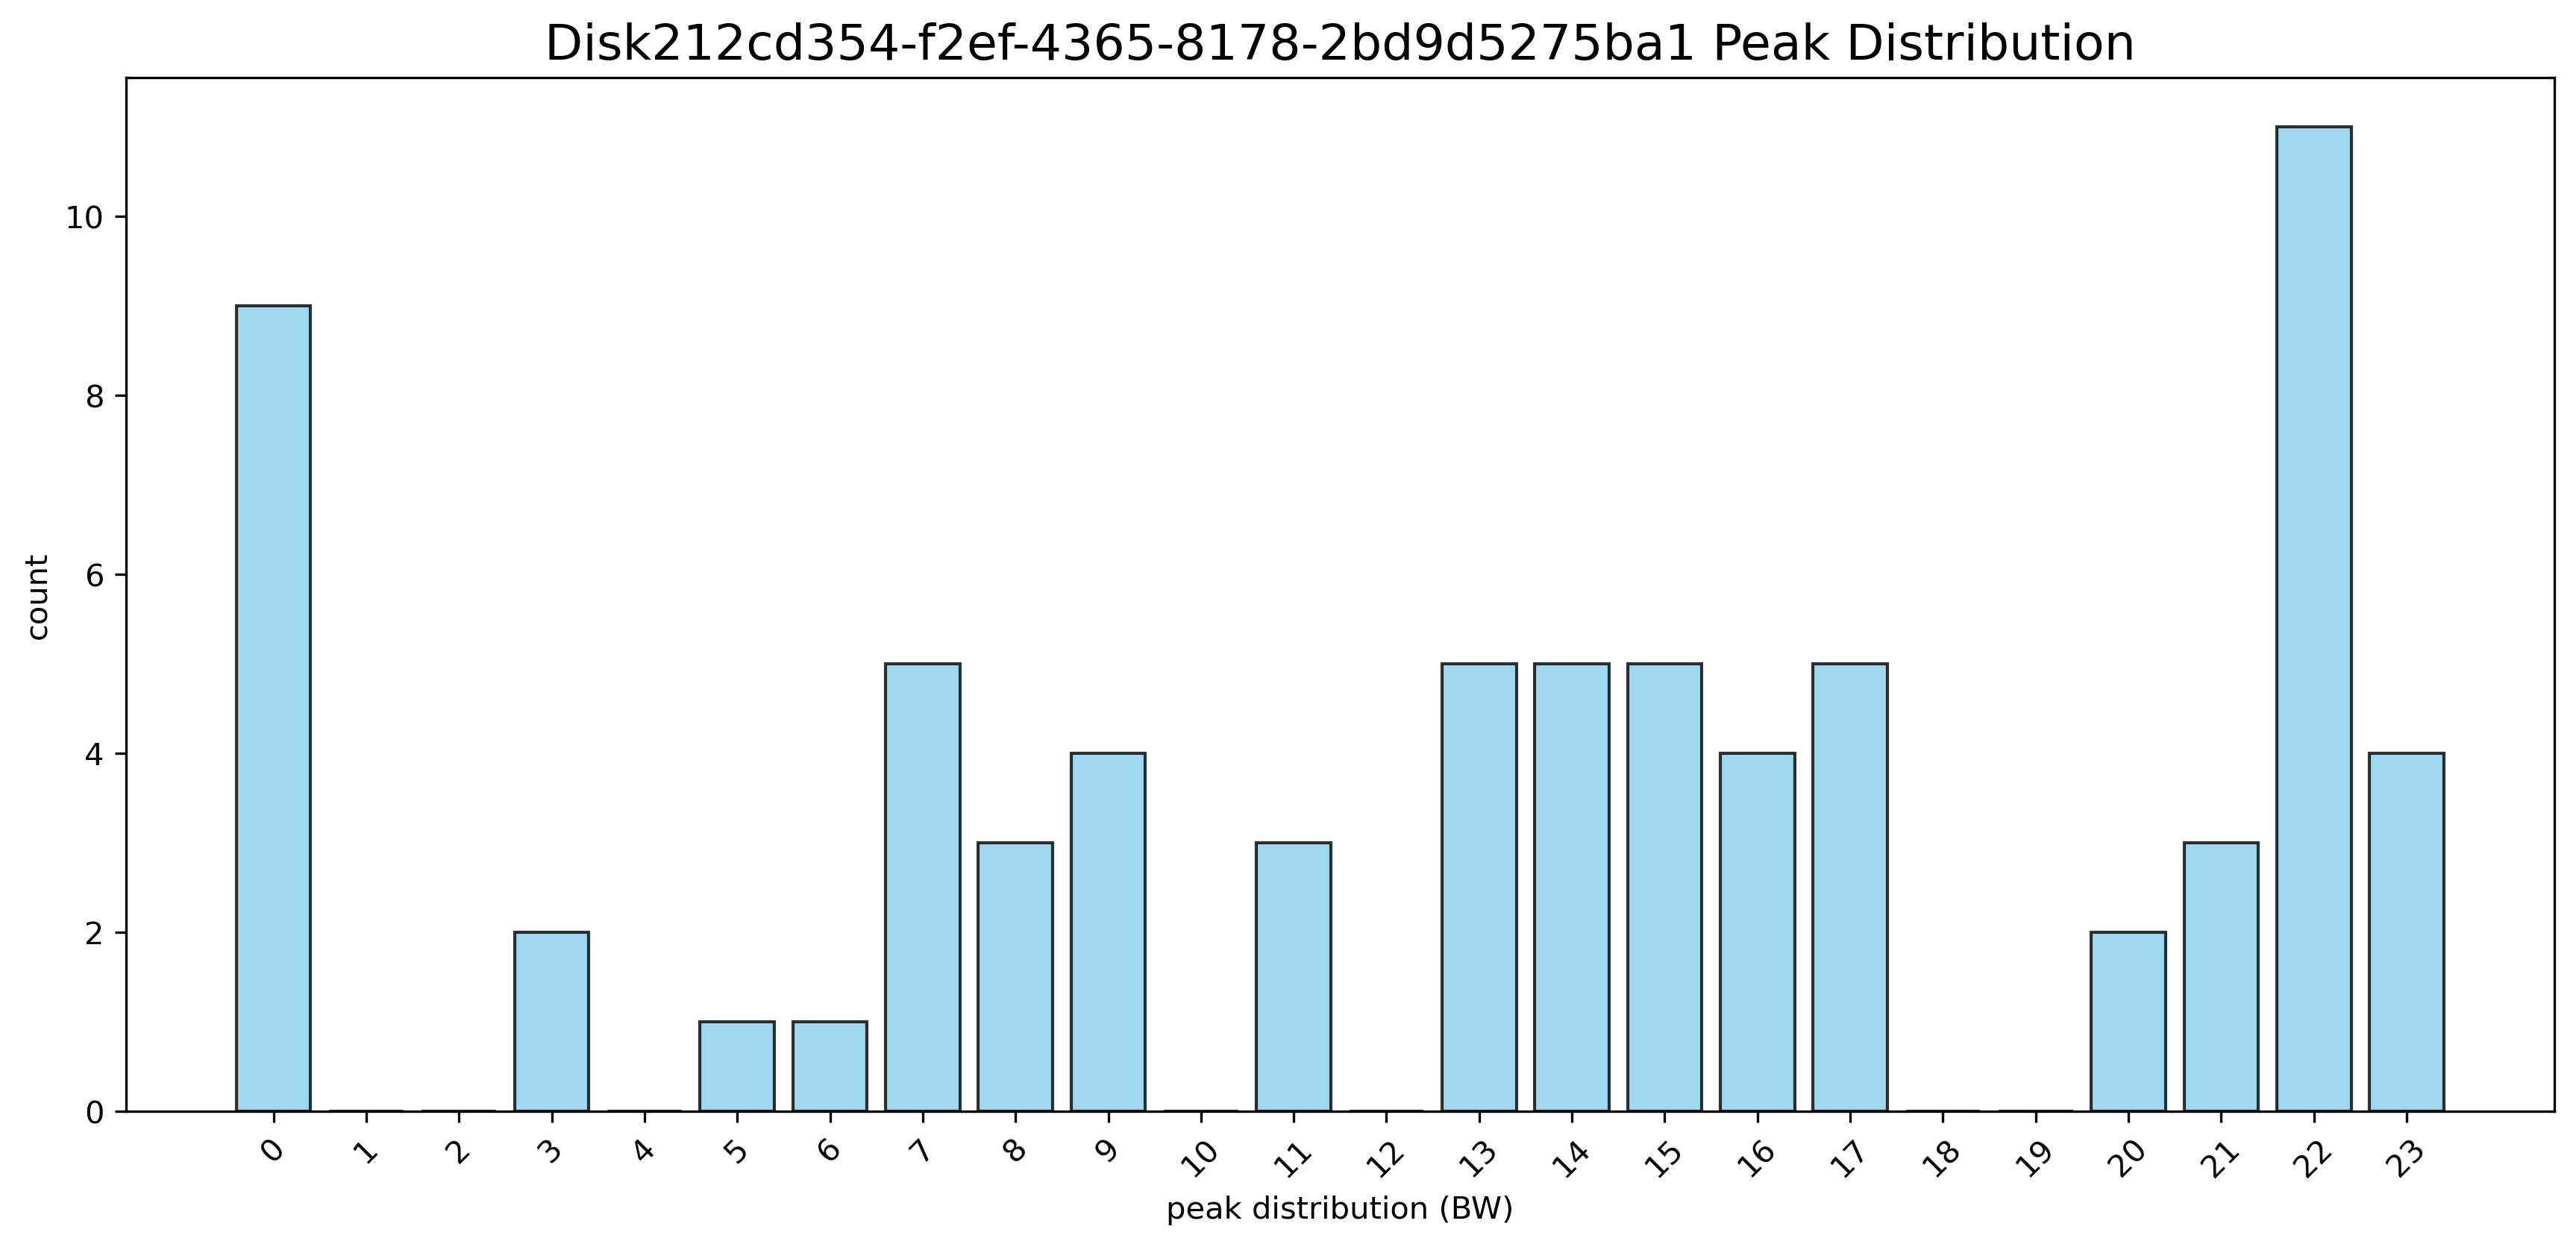 Disk212cd354-f2ef-4365-8178-2bd9d5275ba1 Peak Distribution
count
10
8
6
4
2
0
0 1 2 3 4 5 6 7 8 9 10 11 12 13 14 15 16 17 18 19 20 21 22 23
peak distribution (BW)